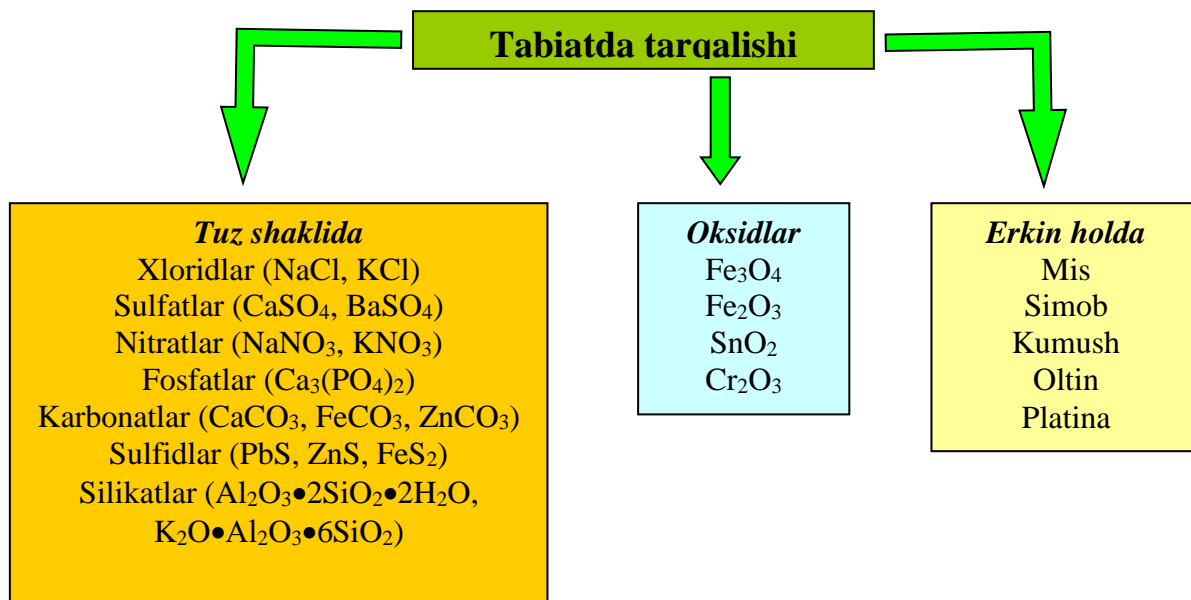 Tabiatda tarqalishi
Tuz shaklida
Xloridlar (NaCl, KCl)
Sulfatlar (CaSO₄, BaSO₄)
Nitratlar (NaNO₃, KNO₃)
Fosfatlar (Ca₃(PO₄)₂)
Karbonatlar (CaCO₃, FeCO₃, ZnCO₃)
Sulfidlar (PbS, ZnS, FeS₂)
Silikatlar (Al₂O₃•2SiO₂•2H₂O,
K₂O•Al₂O₃•6SiO₂)
Oksidlar
Fe₃O₄
Fe₂O₃
SnO₂
Cr₂O₃
Erkin holda
Mis
Simob
Kumush
Oltin
Platina